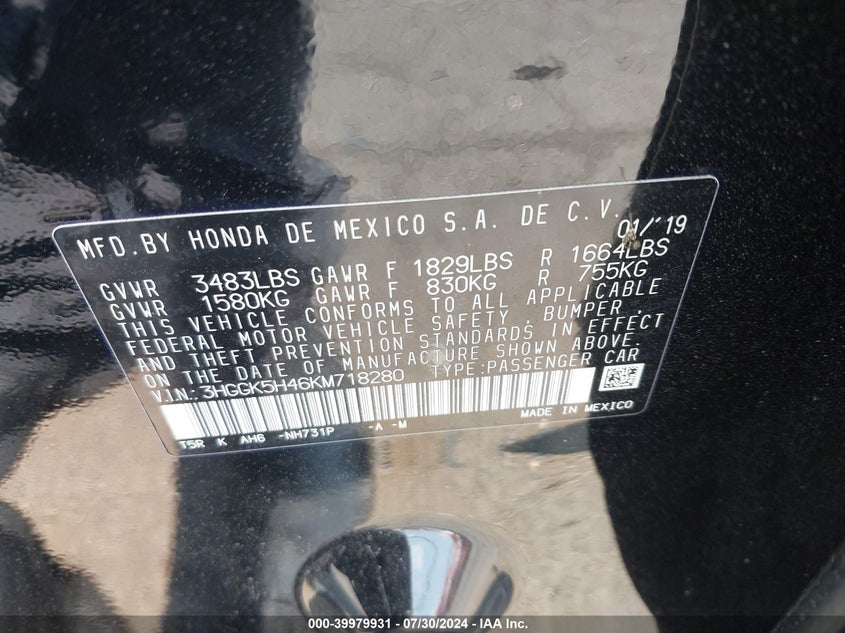 MFD.BY HONDA DE MEXICO S.A. DE C.V. 01/'19
GVWR 3483LBS GAWR F 1829LBS R 1664LBS
GVWR 1580KG GAWR F 830KG R 755KG
THIS VEHICLE CONFORMS TO ALL APPLICABLE
FEDERAL MOTOR VEHICLE SAFETY, BUMPER,
AND THEFT PREVENTION STANDARDS IN EFFECT
ON THE DATE OF MANUFACTURE SHOWN ABOVE.
V.I.N.:3HGGK5H46KM718280 TYPE:PASSENGER CAR
MADE IN MEXICO
T5R K AH6 -NH731P -A -M
000-39979931 - 07/30/2024 - IAA Inc.